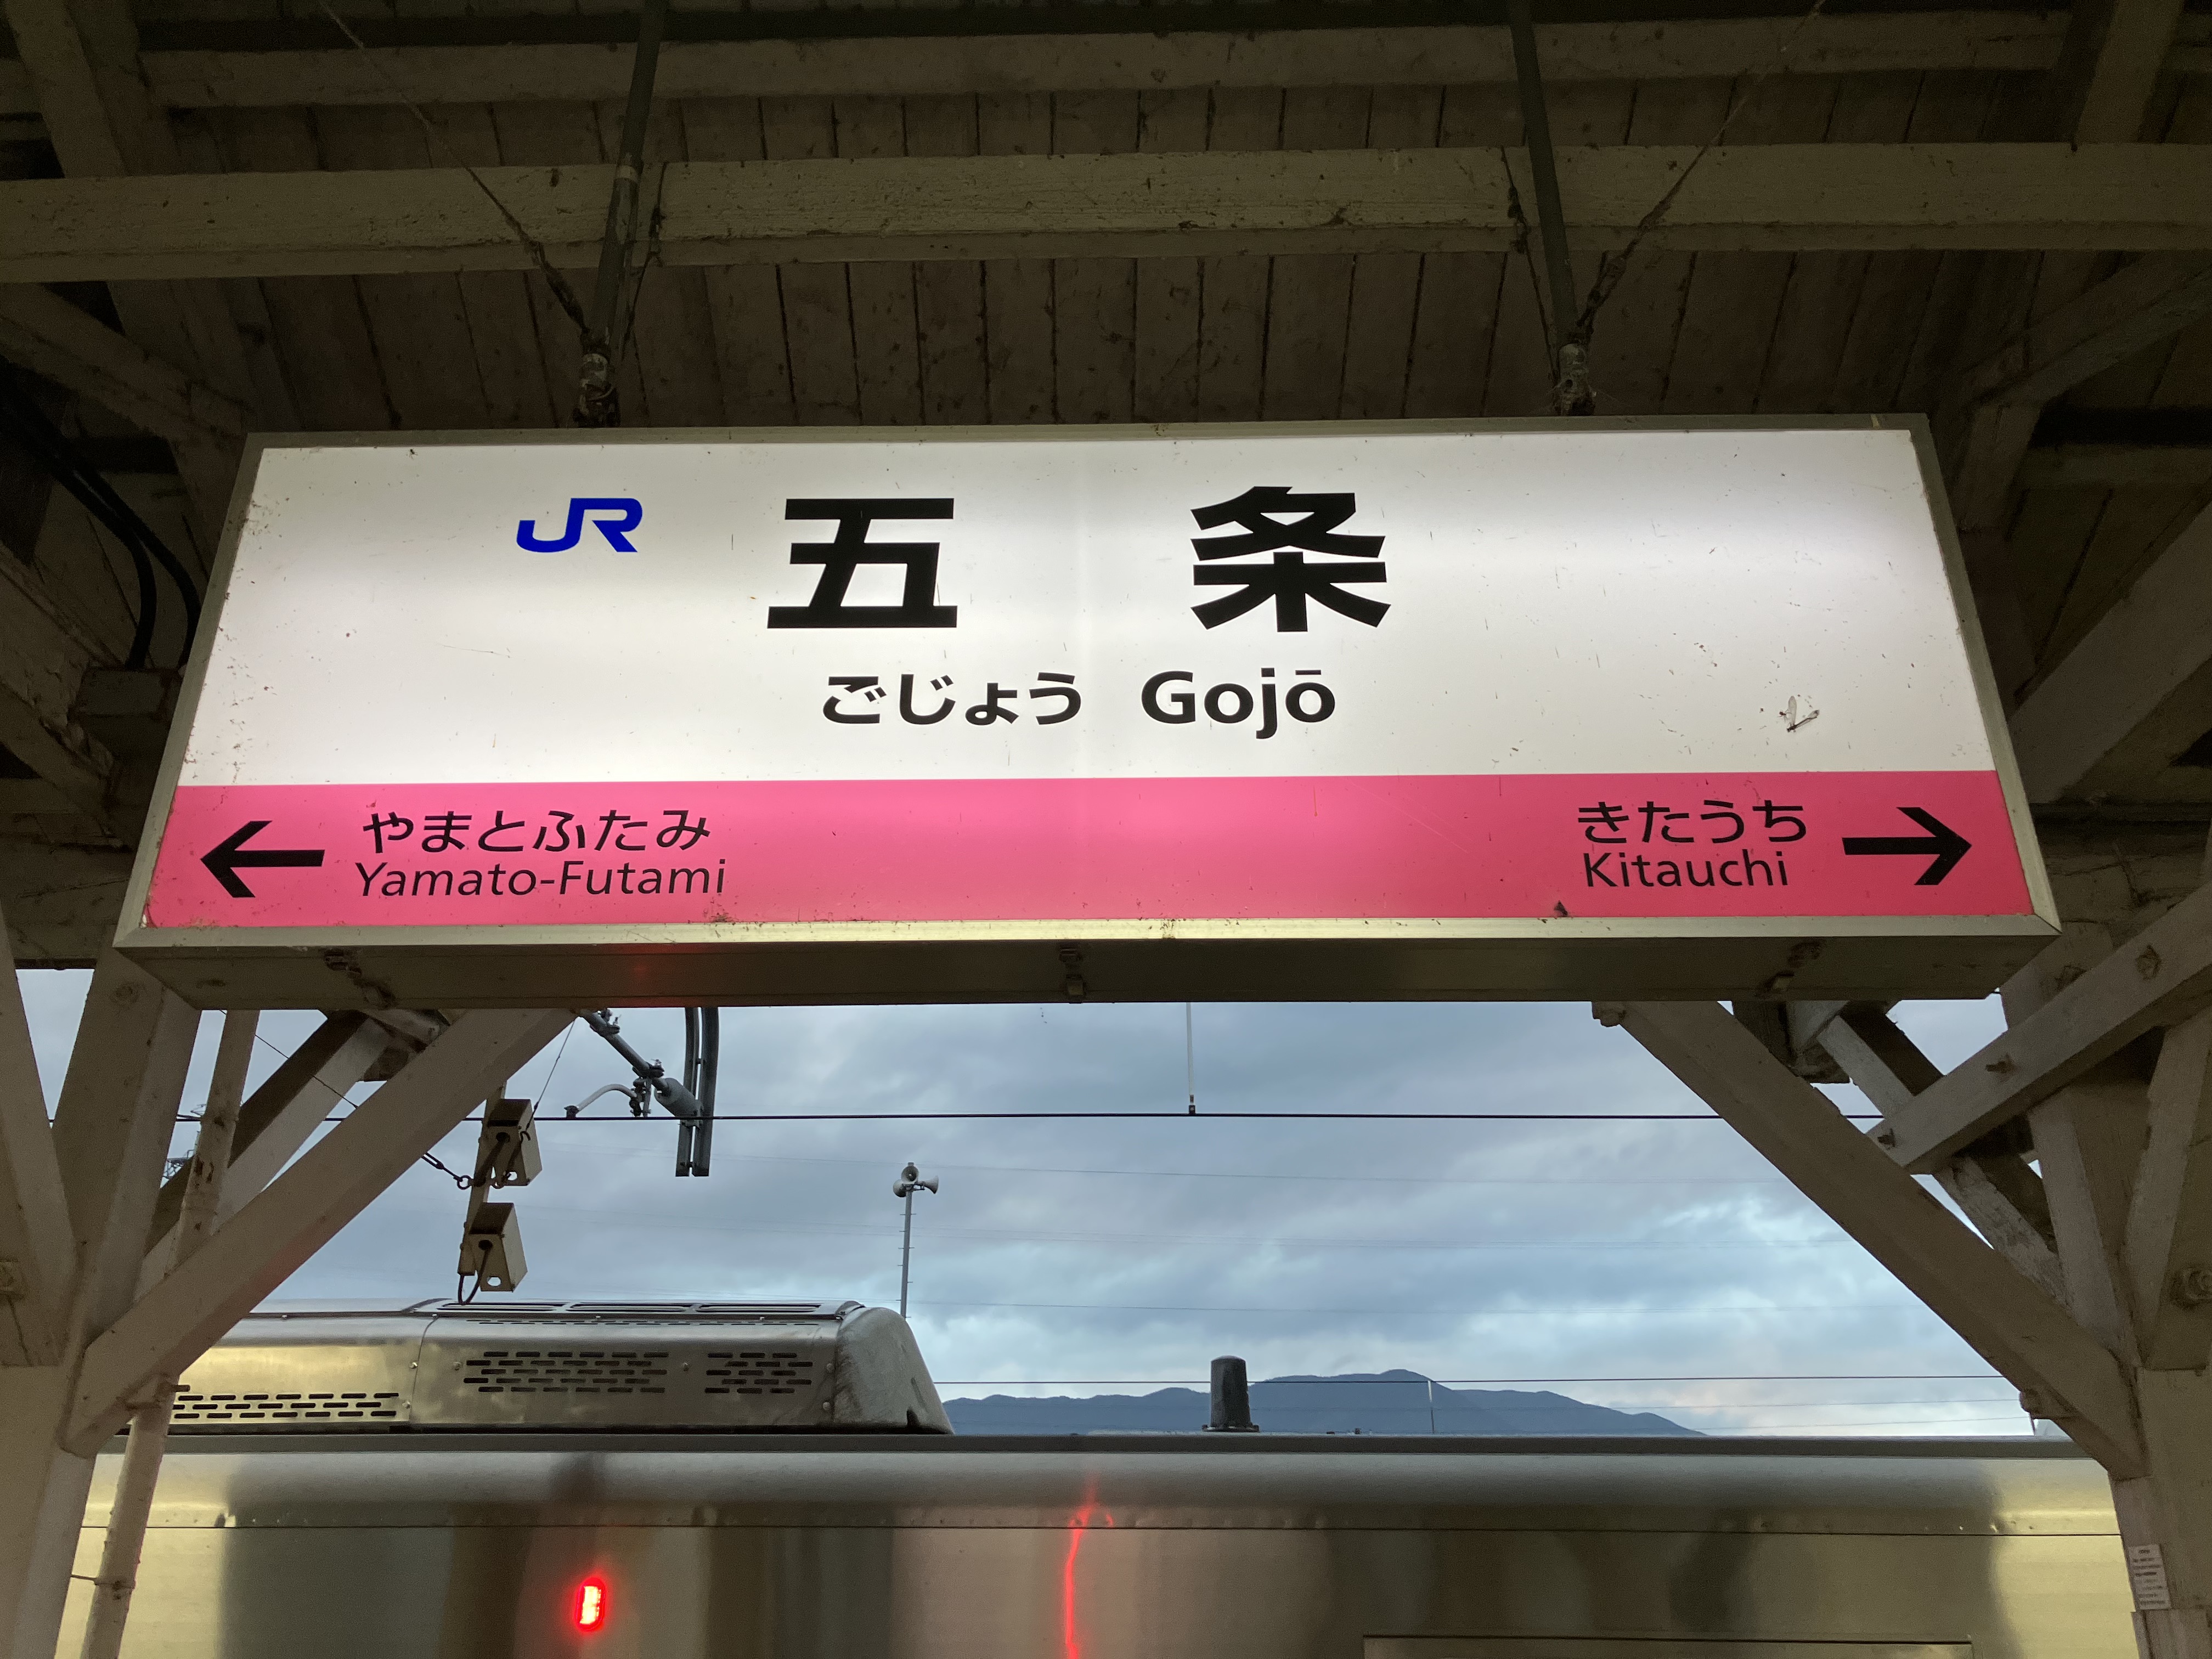 JR 五条
ごじょう Gojō
← やまとふたみ
Yamato-Futami
きたうち →
Kitauchi